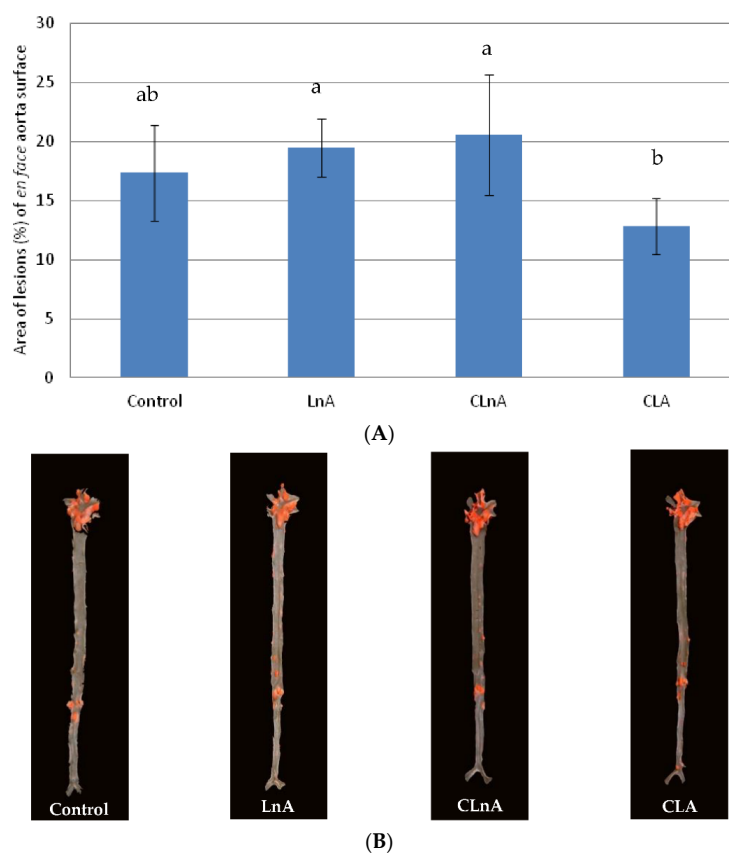 30
25
20
15
10
5
0
Area of lesions (%) of en face aorta surface
ab
a
a
b
Control LnA CLnA CLA
(A)
Control LnA CLnA CLA
(B)